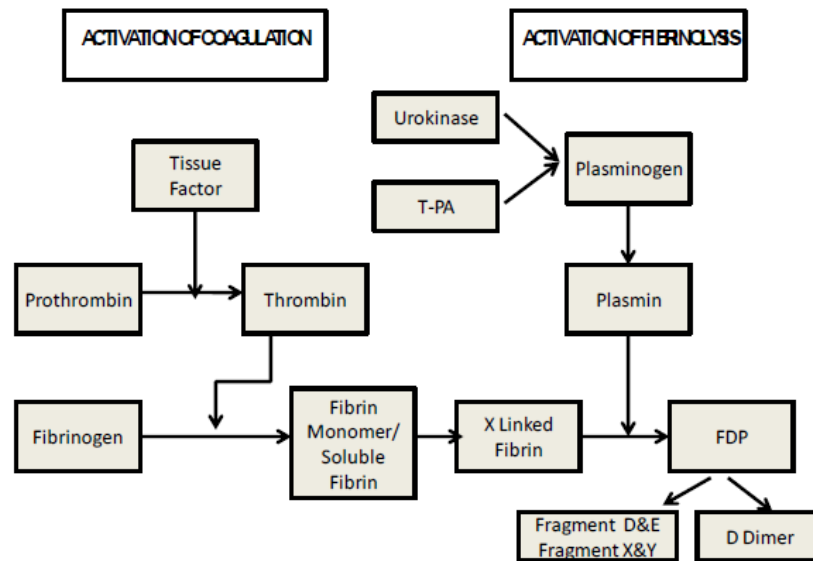 ACTIVATION OF COAGULATION
ACTIVATION OF FIBRINOLYSIS
Urokinase
Tissue
Factor
Plasminogen
T-PA
Prothrombin
Thrombin
Plasmin
Fibrinogen
Fibrin
Monomer/
Soluble
Fibrin
X Linked
Fibrin
FDP
Fragment D&E
Fragment X&Y
D Dimer